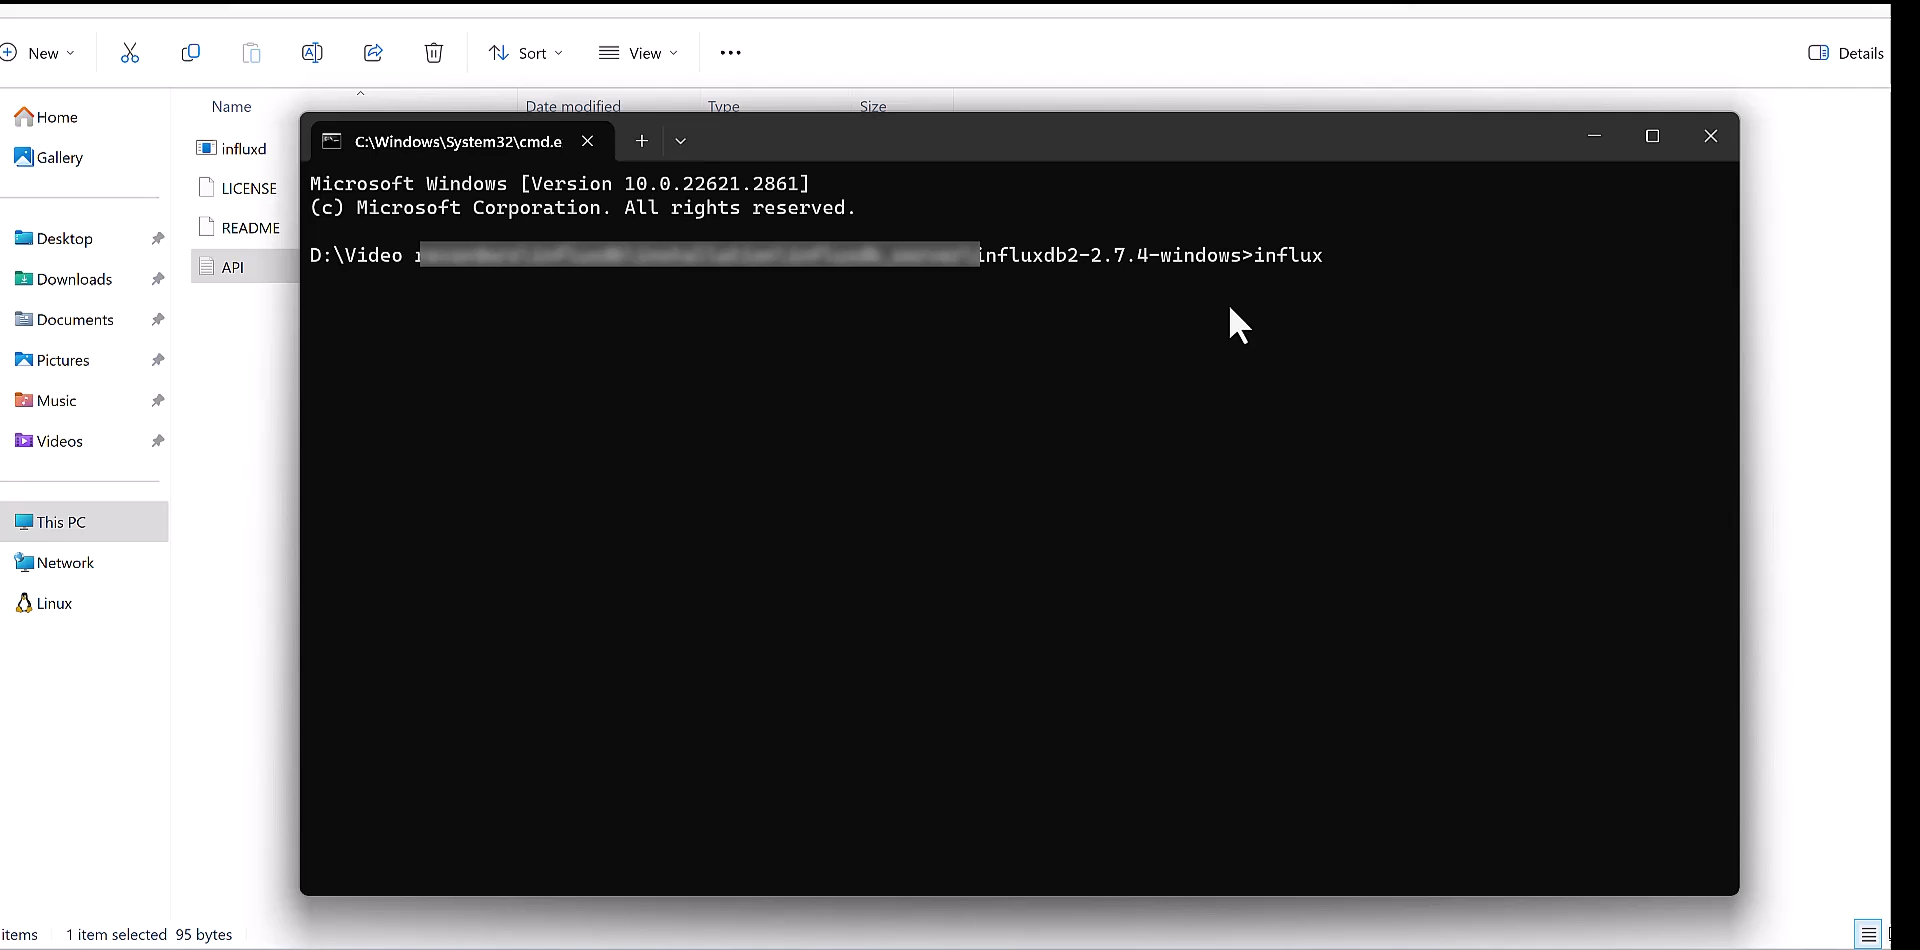 New
Sort
View
Details
Name
Date modified
Type
Size
Home
Gallery
Desktop
Downloads
Documents
Pictures
Music
Videos
This PC
Network
Linux
influxd
LICENSE
README
API
C:\Windows\System32\cmd.e
Microsoft Windows [Version 10.0.22621.2861]
(c) Microsoft Corporation. All rights reserved.
D:\Video influxdb2-2.7.4-windows>influx
items
1 item selected 95 bytes